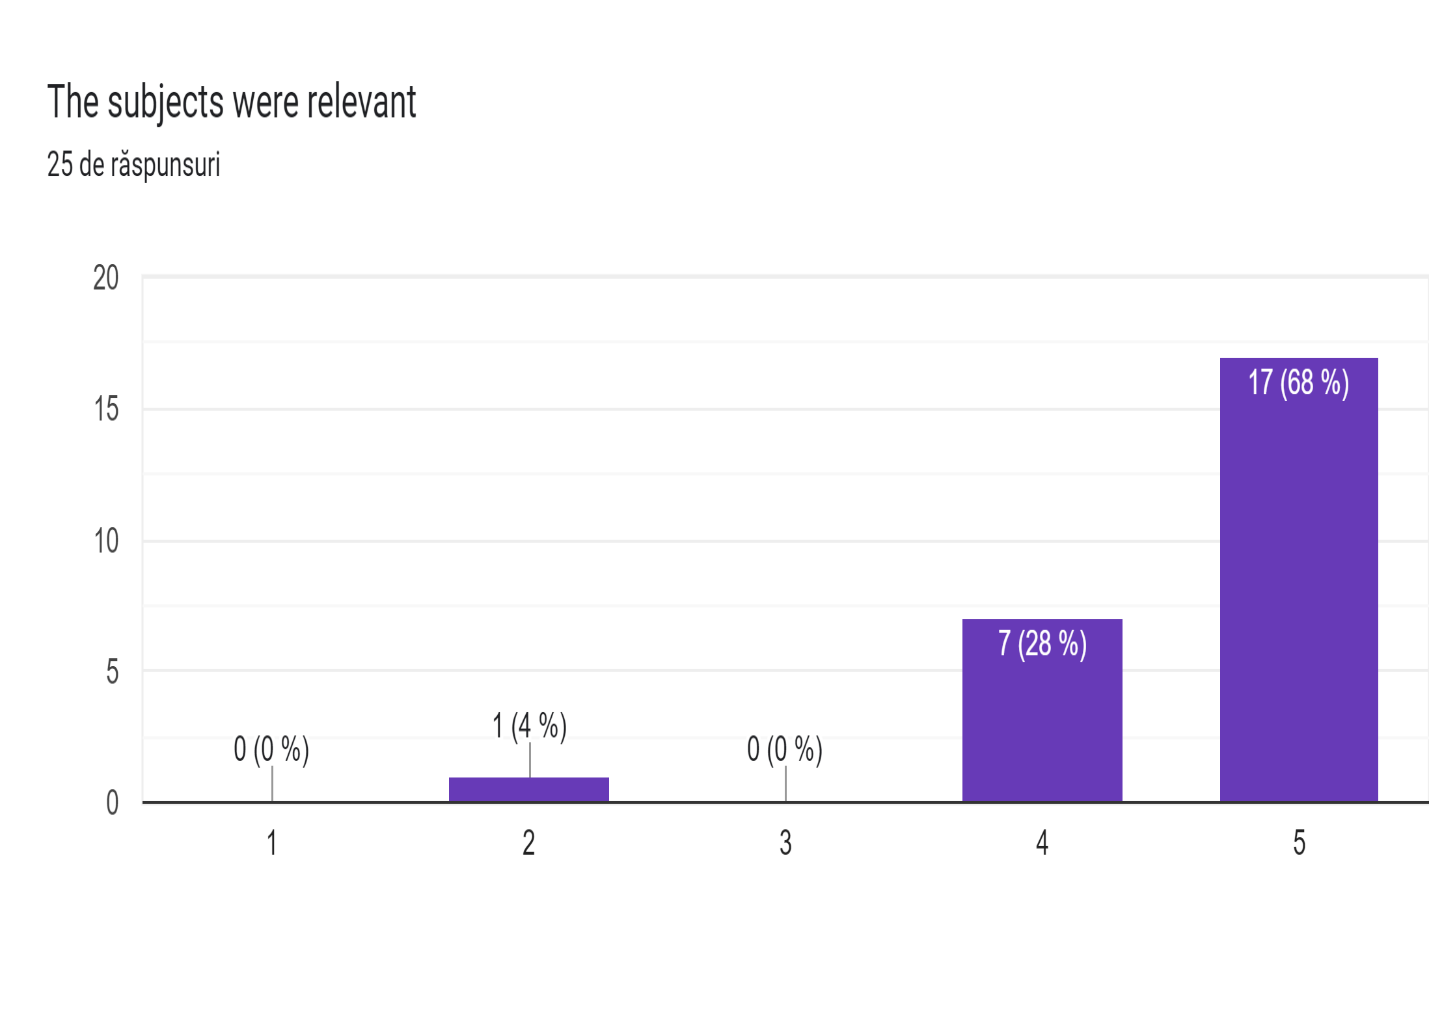 The subjects were relevant
25 de răspunsuri
20
15
10
5
0
0 (0 %)
1 (4 %)
0 (0 %)
7 (28 %)
17 (68 %)
1
2
3
4
5